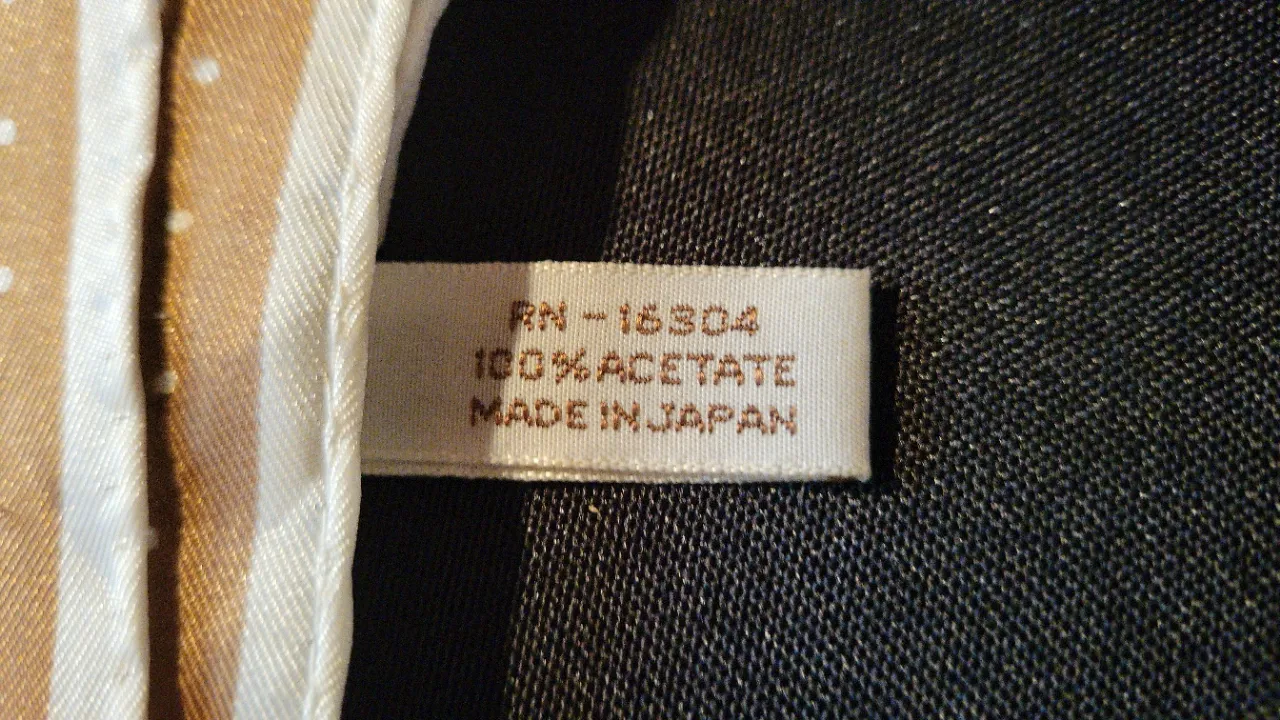 RN-16304
100% ACETATE
MADE IN JAPAN